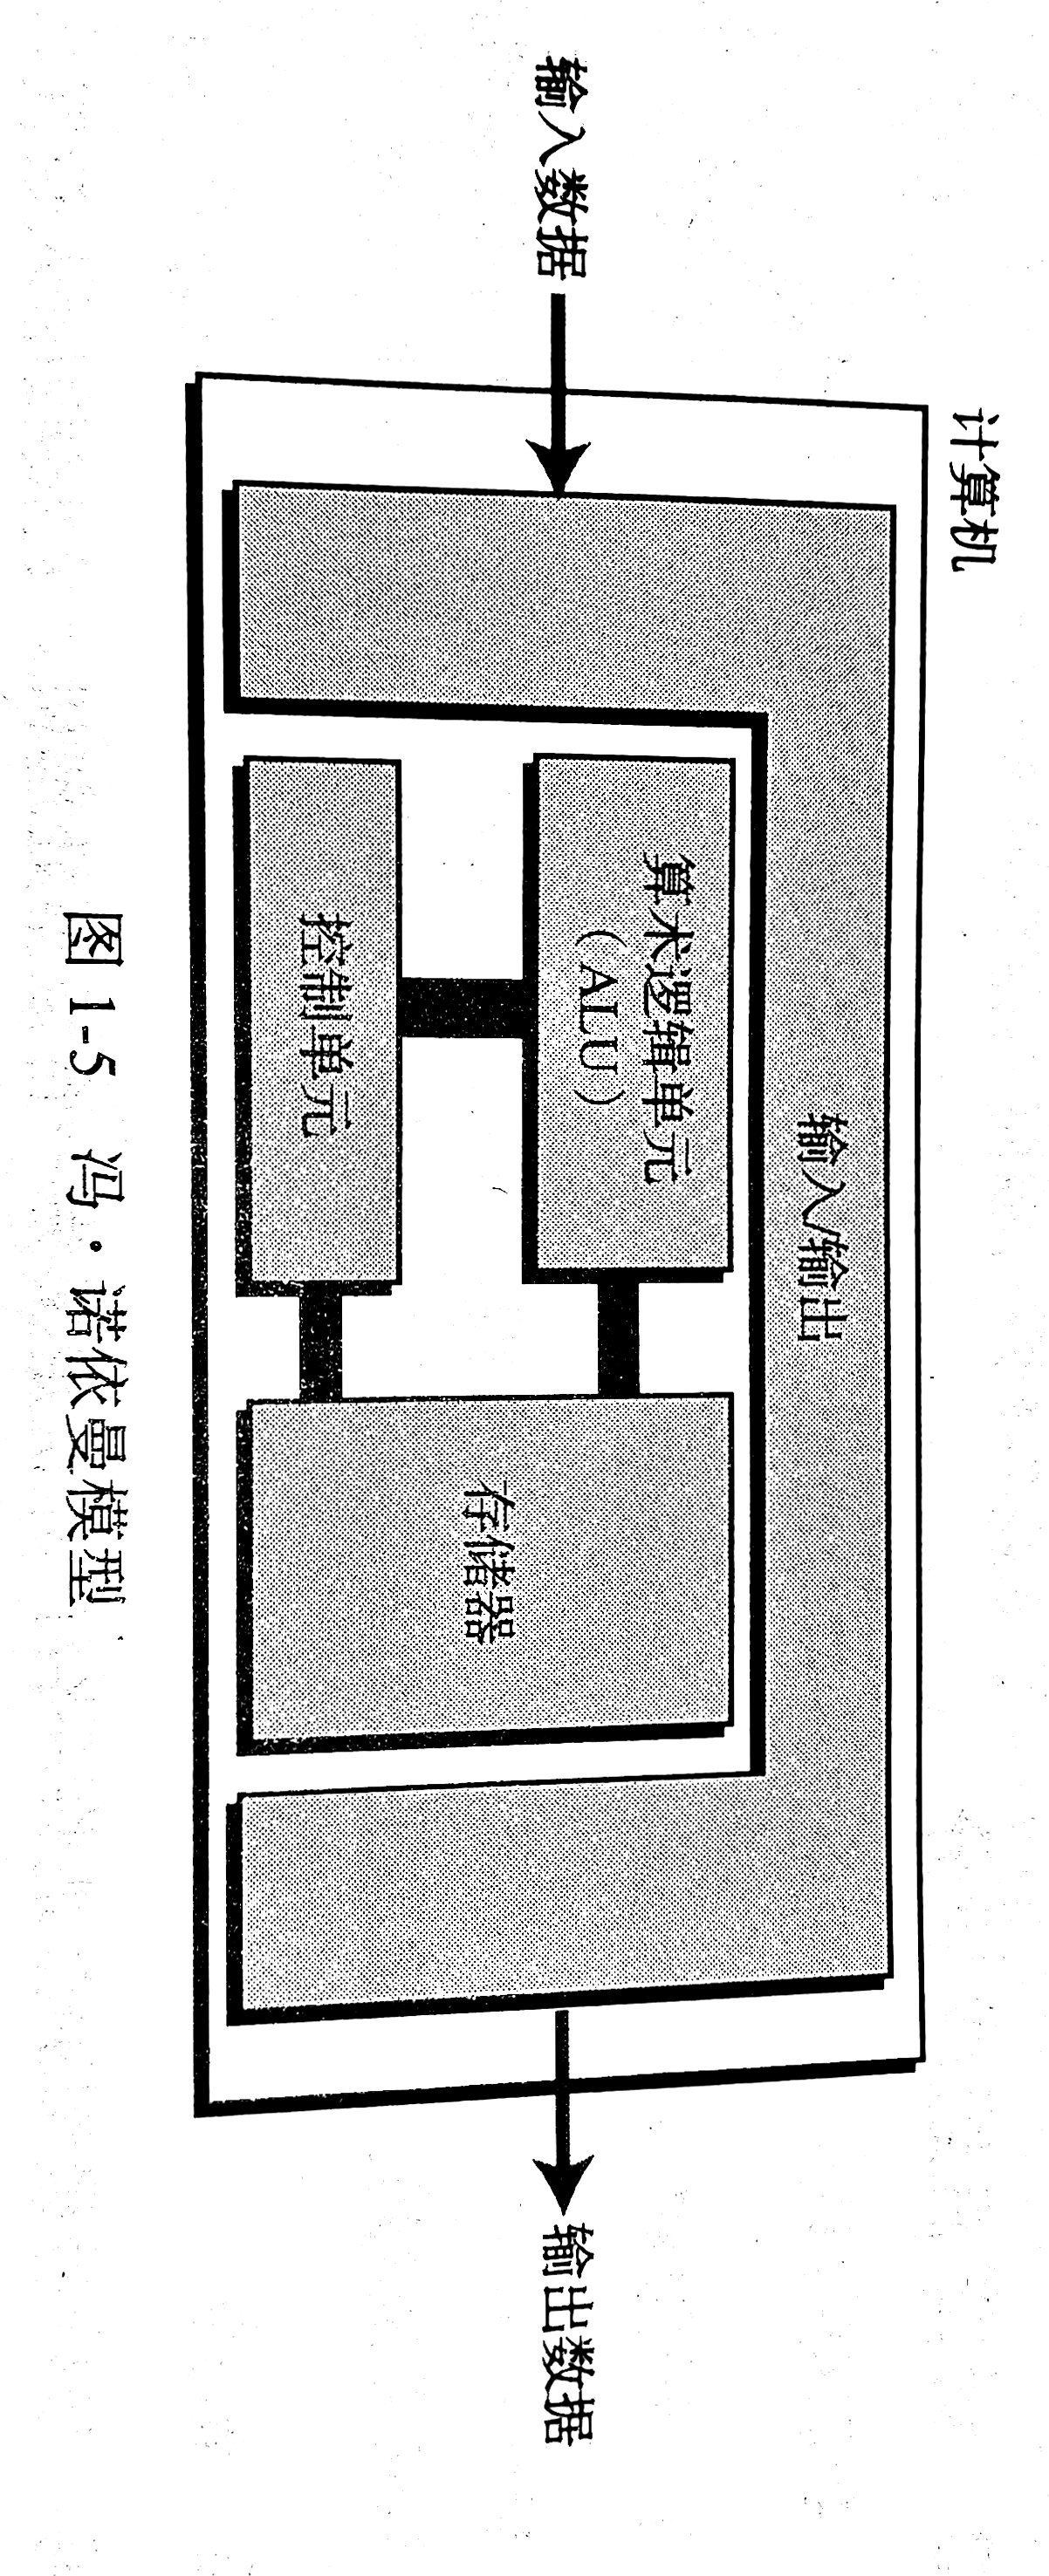 计算机
输入/输出
算术逻辑单元
（ALU）
输入数据
输出数据
存储器
控制单元
图 1-5 冯·诺依曼模型